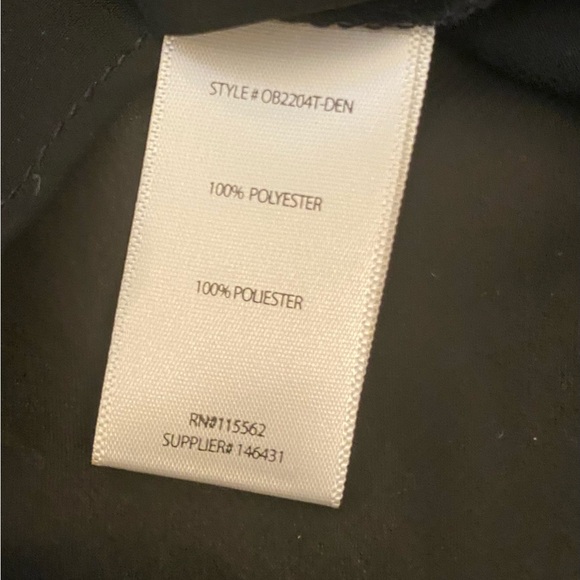 STYLE # OB2204T-DEN
100% POLYESTER
100% POLIESTER
RN#115562
SUPPLIER# 146431